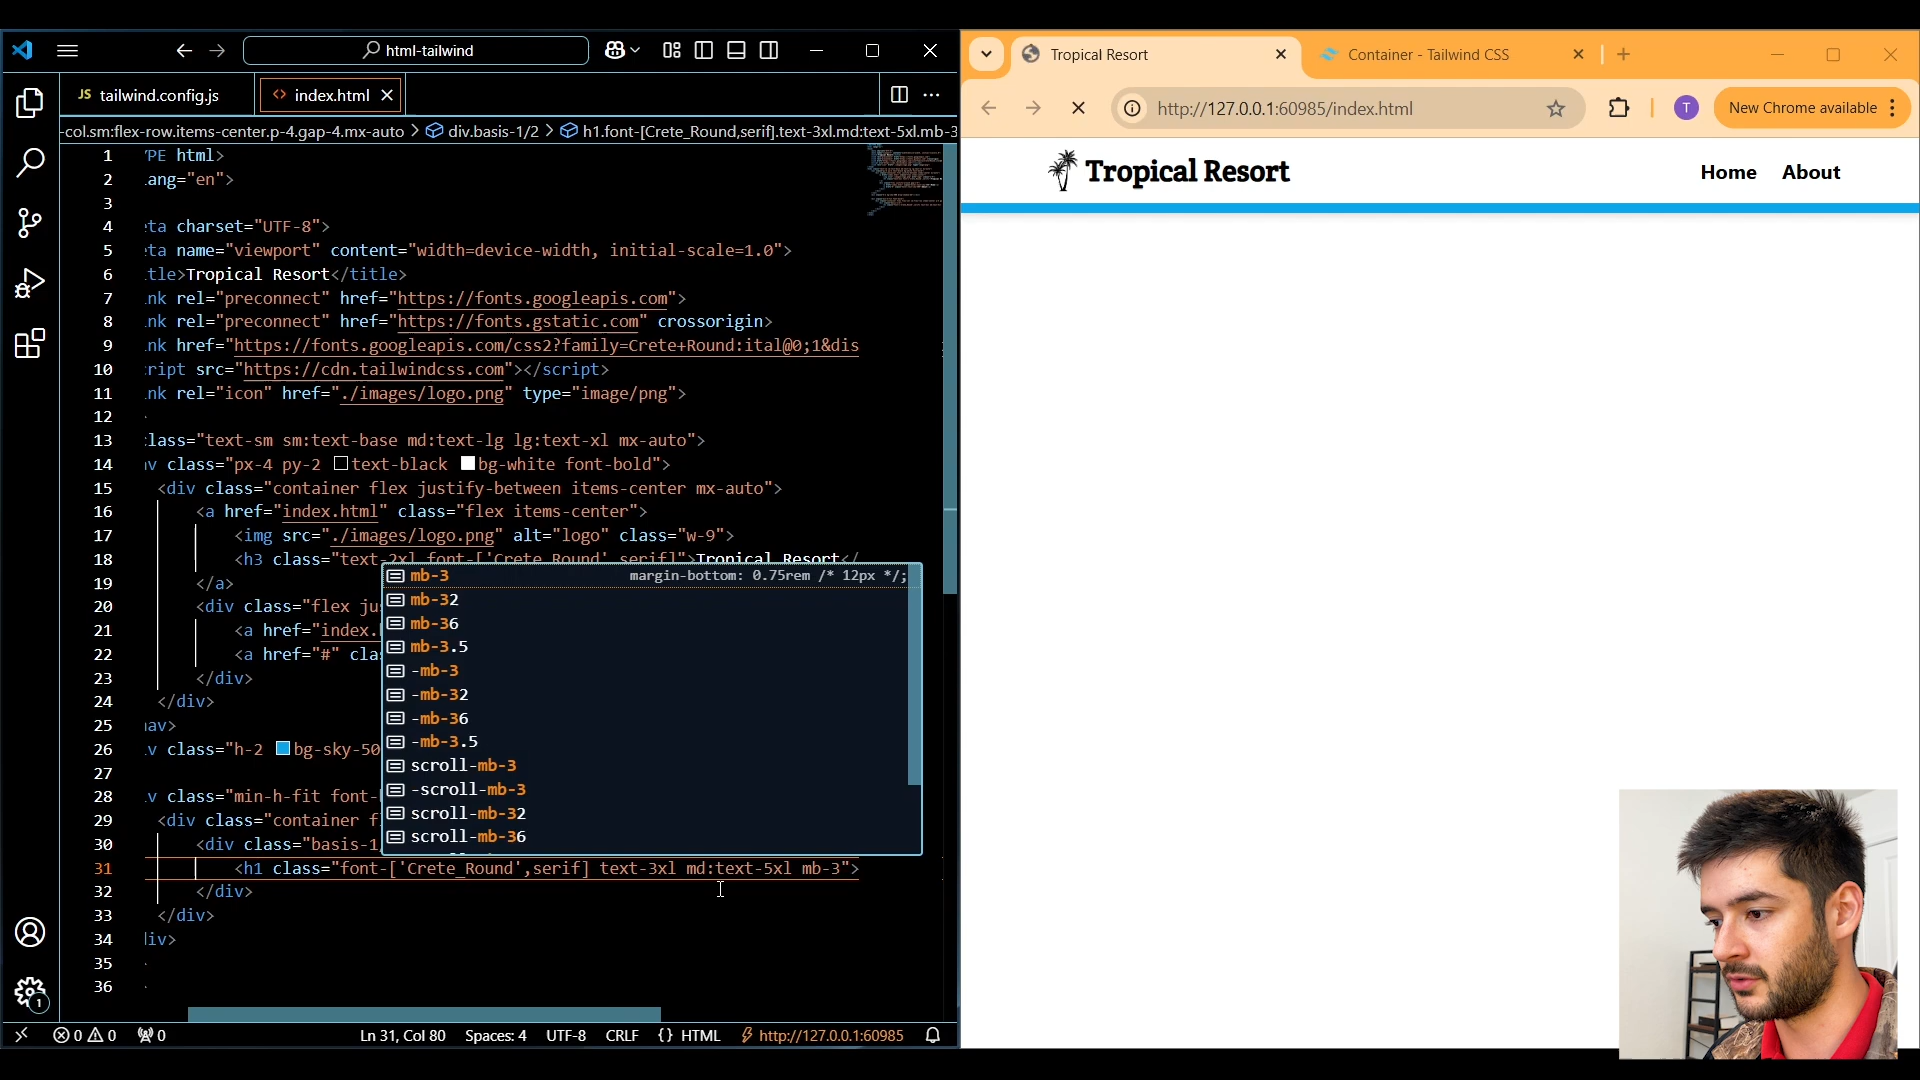 html-tailwind
JS tailwind.config.js
<> index.html
-col.sm:flex-row.items-center.p-4.gap-4.mx-auto > div.basis-1/2 > h1.font-[Crete_Round,serif].text-3xl.md:text-5xl.mb-3
1 PE html>
2 ang="en">
3
4 ta charset="UTF-8">
5 ta name="viewport" content="width=device-width, initial-scale=1.0">
6 tle>Tropical Resort</title>
7 nk rel="preconnect" href="https://fonts.googleapis.com">
8 nk rel="preconnect" href="https://fonts.gstatic.com" crossorigin>
9 nk href="https://fonts.googleapis.com/css2?family=Crete+Round:ital@0;1&dis
10 ript src="https://cdn.tailwindcss.com"></script>
11 nk rel="icon" href="./images/logo.png" type="image/png">
12
13 lass="text-sm sm:text-base md:text-lg lg:text-xl mx-auto">
14 v class="px-4 py-2 text-black bg-white font-bold">
15 <div class="container flex justify-between items-center mx-auto">
16 <a href="index.html" class="flex items-center">
17 <img src="./images/logo.png" alt="logo" class="w-9">
18 <h3 class="text-2xl font-['Crete_Round',serif]">Tropical Resort</
19 </a>
20 <div class="flex ju
21 <a href="index.
22 <a href="#" cla
23 </div>
24 </div>
25 av>
26 v class="h-2 bg-sky-50
27
28 v class="min-h-fit font-
29 <div class="container f
30 <div class="basis-1
31 <h1 class="font-['Crete_Round',serif] text-3xl md:text-5xl mb-3">
32 </div>
33 </div>
34 iv>
35
36
mb-3 margin-bottom: 0.75rem /* 12px */;
mb-32
mb-36
mb-3.5
-mb-3
-mb-32
-mb-36
-mb-3.5
scroll-mb-3
-scroll-mb-3
scroll-mb-32
scroll-mb-36
1
0 0 0 Ln 31, Col 80 Spaces: 4 UTF-8 CRLF {} HTML http://127.0.0.1:60985
Tropical Resort
Container - Tailwind CSS
http://127.0.0.1:60985/index.html
T
New Chrome available
Tropical Resort
Home About